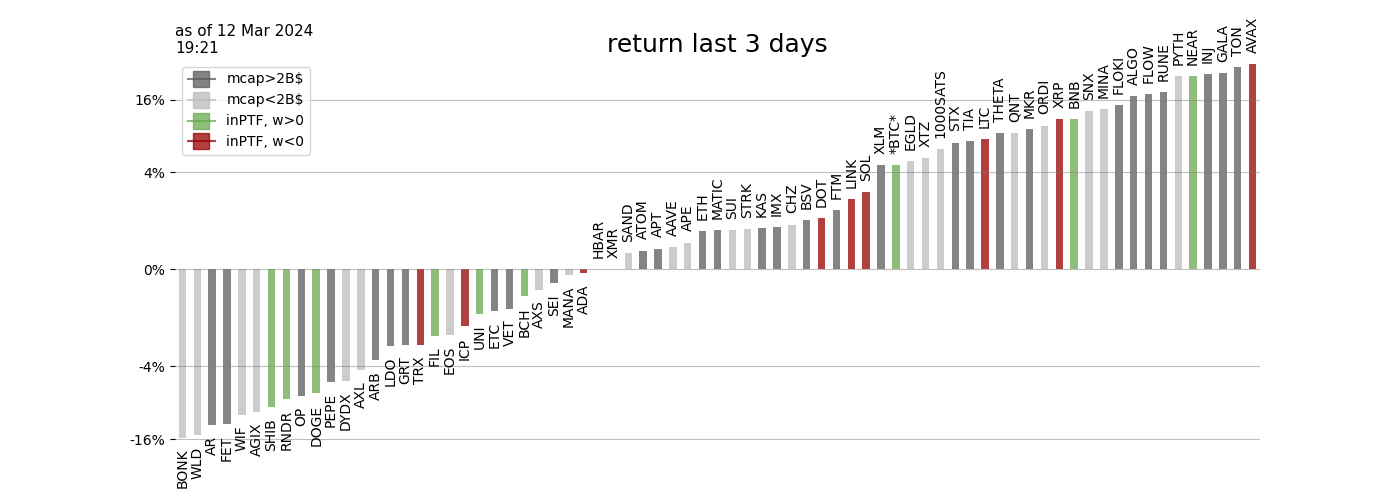 as of 12 Mar 2024
19:21
return last 3 days
mcap>2B$
mcap<2B$
inPTF, w>0
inPTF, w<0
16%
4%
0%
-4%
-16%
BONK
WLD
AR
FET
WIF
AGIX
SHIB
RNDR
OP
DOGE
PEPE
DYDX
AXL
ARB
LDO
GRT
TRX
FIL
EOS
ICP
UNI
ETC
VET
BCH
AXS
SEI
MANA
ADA
HBAR
XMR
SAND
ATOM
APT
AAVE
APE
ETH
MATIC
SUI
STRK
KAS
IMX
CHZ
BSV
DOT
FTM
LINK
SOL
XLM
*BTC*
EGLD
XTZ
1000SATS
STX
TIA
LTC
THETA
QNT
MKR
ORDI
XRP
BNB
SNX
MINA
FLOKI
ALGO
FLOW
RUNE
PYTH
NEAR
INJ
GALA
TON
AVAX